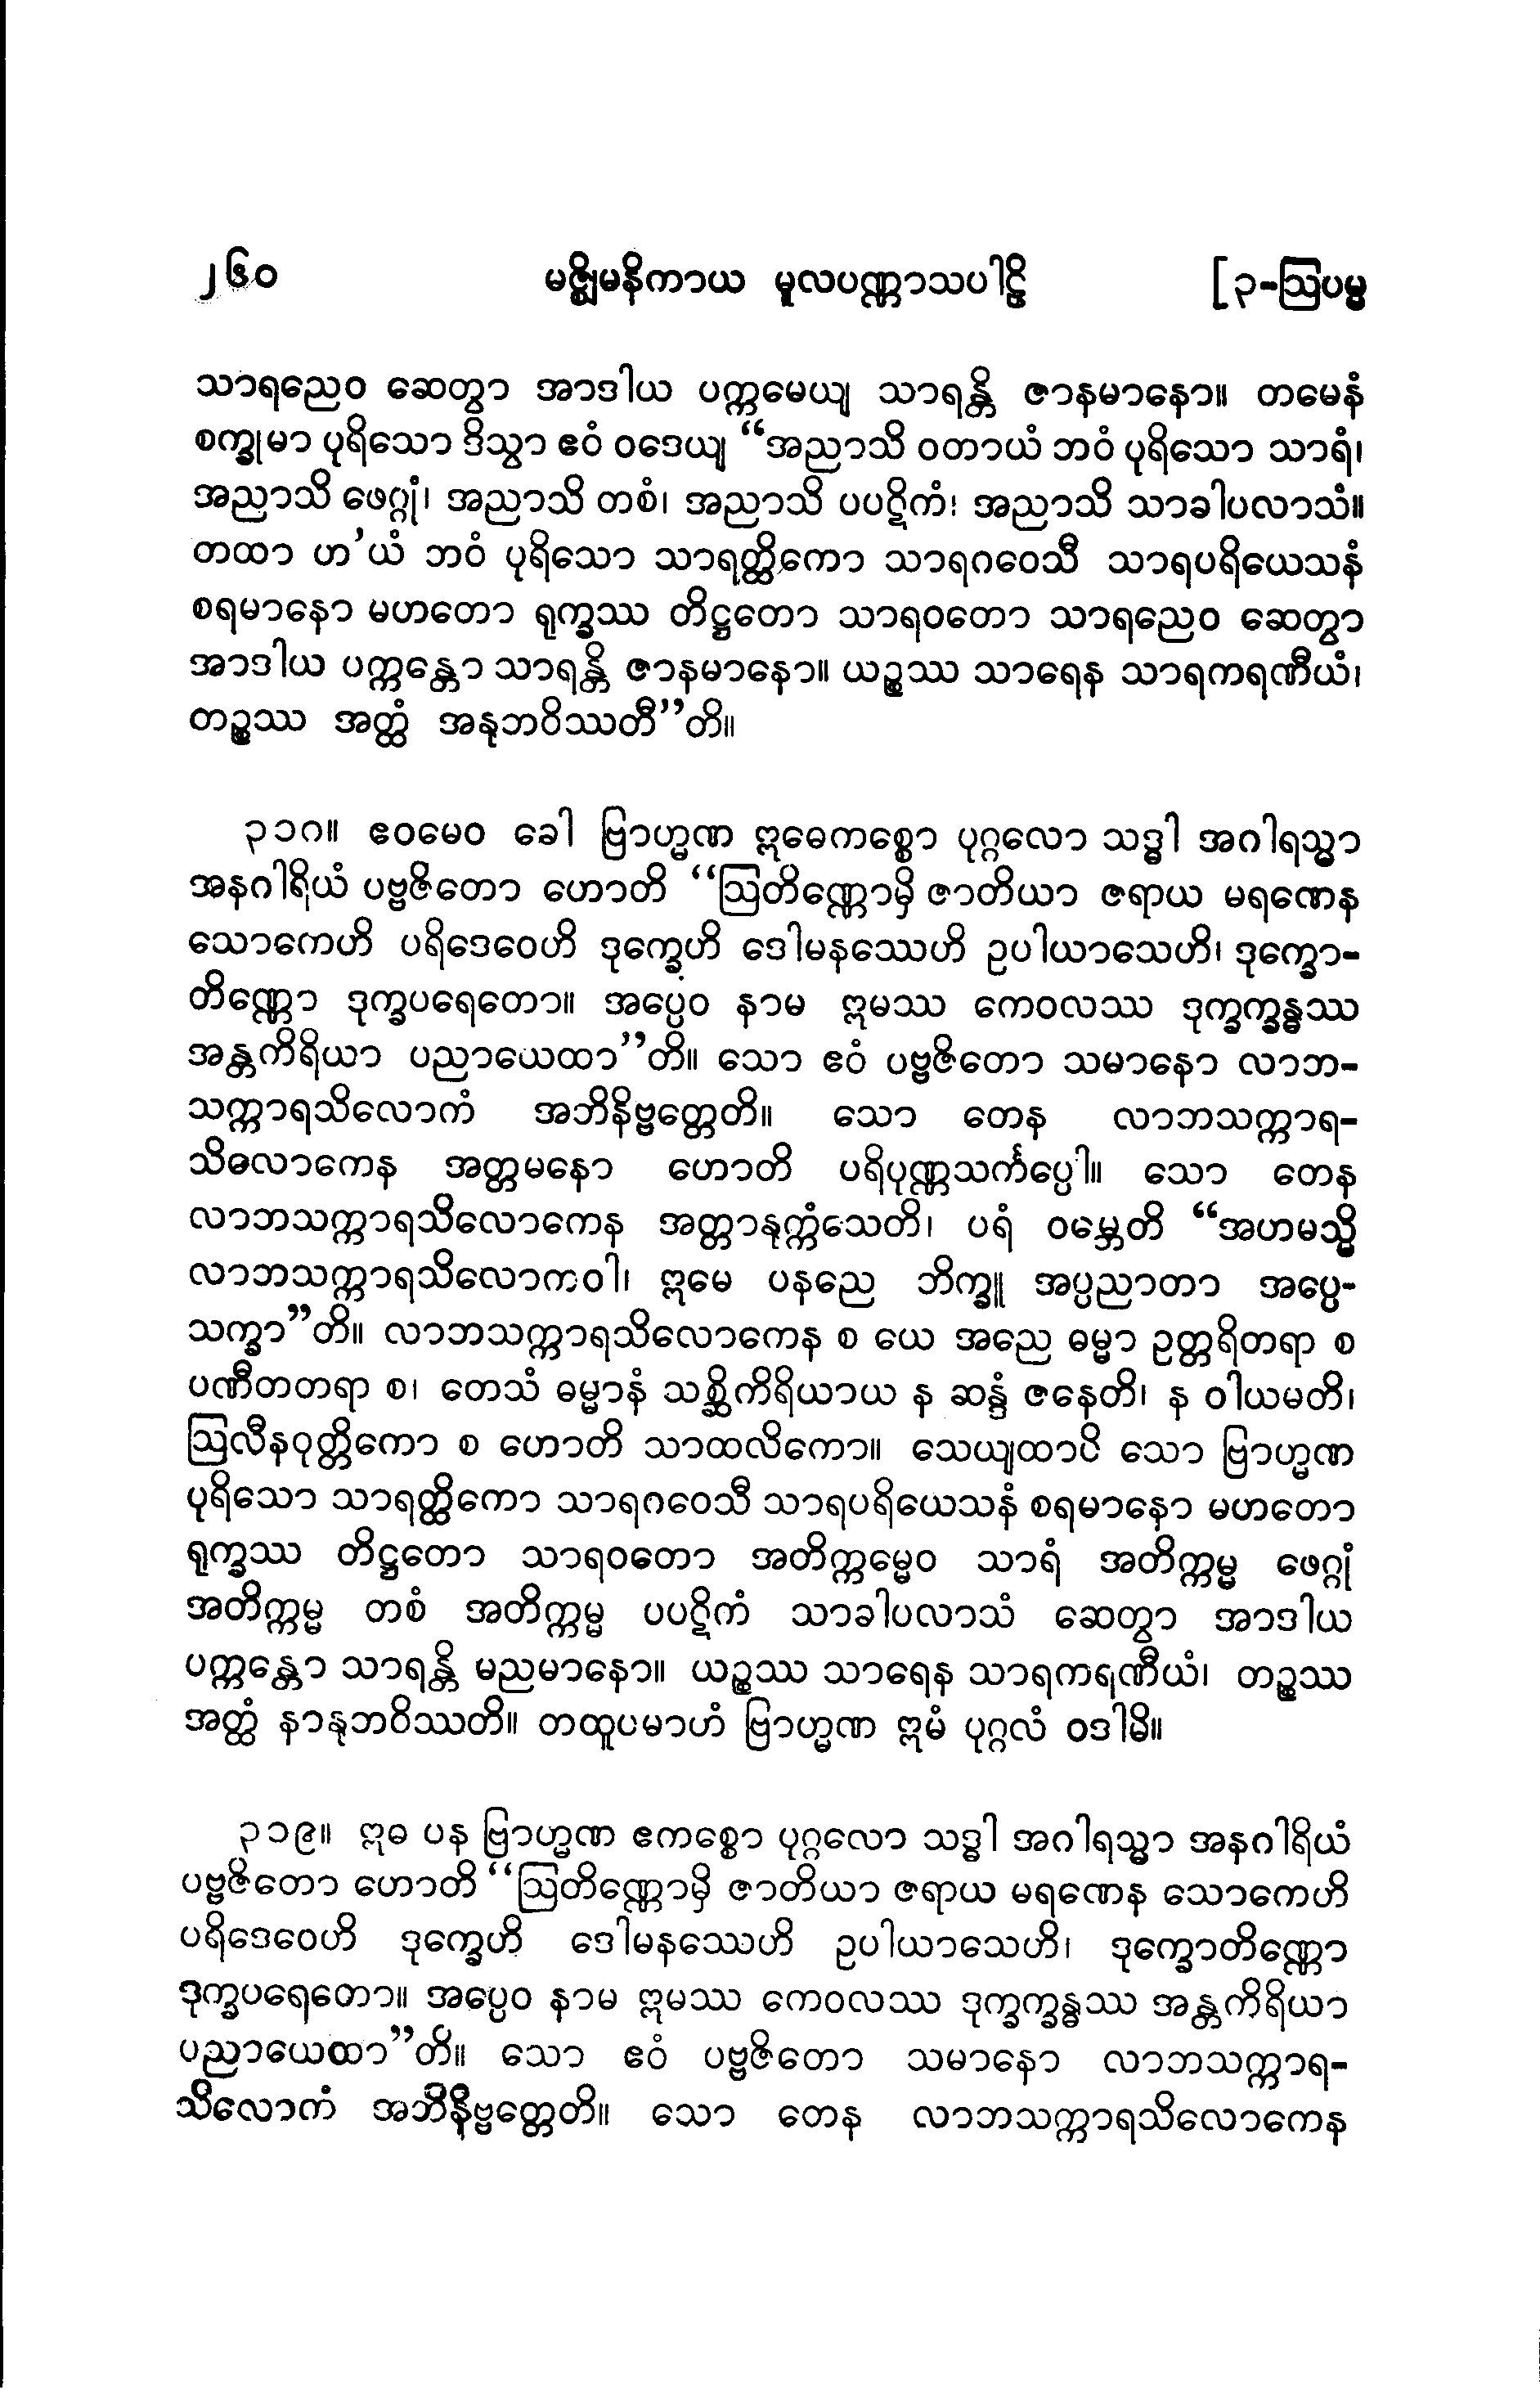 ၂၆၀ မဇ္ဈိမနိကာယ မူလပဏ္ဏာသပါဠိ [၃-ဩပမ္မ
သာရညေဝ ဆေတွာ အာဒါယ ပက္ကမေယျ သာရန္တိ ဇာနမာနော။ တမေနံ
စက္ခုမာ ပုရိသော ဒိသွာ ဧဝံ ဝဒေယျ “အညာသိ ဝတာယံ ဘဝံ ပုရိသော သာရံ၊
အညာသိ ဖေဂ္ဂုံ၊ အညာသိ တစံ၊ အညာသိ ပပဋိကံ၊ အညာသိ သာခါပလာသံ။
တထာ ဟ’ယံ ဘဝံ ပုရိသော သာရတ္ထိကော သာရဂဝေသီ သာရပရိယေသနံ
စရမာနော မဟတော ရုက္ခဿ တိဋ္ဌတော သာရဝတော သာရညေဝ ဆေတွာ
အာဒါယ ပက္ကန္တော သာရန္တိ ဇာနမာနော။ ယဉ္စဿ သာရေန သာရကရဏီယံ၊
တဉ္စဿ အတ္ထံ အနုဘဝိဿတီ”တိ။
၃၁၈။ ဧဝမေဝ ခေါ ဗြာဟ္မဏ ဣဓေကစ္စော ပုဂ္ဂလော သဒ္ဓါ အဂါရသ္မာ
အနဂါရိယံ ပဗ္ဗဇိတော ဟောတိ “ဩတိဏ္ဏောမှိ ဇာတိယာ ဇရာယ မရဏေန
သောကေဟိ ပရိဒေဝေဟိ ဒုက္ခေဟိ ဒေါမနဿေဟိ ဥပါယာသေဟိ၊ ဒုက္ခော-
တိဏ္ဏော ဒုက္ခပရေတော။ အပ္ပေဝ နာမ ဣမဿ ကေဝလဿ ဒုက္ခက္ခန္ဓဿ
အန္တကိရိယာ ပညာယေထာ”တိ။ သော ဧဝံ ပဗ္ဗဇိတော သမာနော လာဘ-
သက္ကာရသိလောကံ အဘိနိဗ္ဗတ္တေတိ။ သော တေန လာဘသက္ကာရ-
သိလောကေန အတ္တမနော ဟောတိ ပရိပုဏ္ဏသင်္ကပ္ပေါ။ သော တေန
လာဘသက္ကာရသိလောကေန အတ္တာနုက္ကံသေတိ၊ ပရံ ဝမ္ဘေတိ “အဟမသ္မိ
လာဘသက္ကာရသိလောကဝါ၊ ဣမေ ပနညေ ဘိက္ခူ အပ္ပညာတာ အပ္ပေ-
သက္ခာ”တိ။ လာဘသက္ကာရသိလောကေန စ ယေ အညေ ဓမ္မာ ဥတ္တရိတရာ စ
ပဏီတတရာ စ၊ တေသံ ဓမ္မာနံ သစ္ဆိကိရိယာယ န ဆန္ဒံ ဇနေတိ၊ န ဝါယမတိ၊
ဩလီနဝုတ္တိကော စ ဟောတိ သာထလိကော။ သေယျထာပိ သော ဗြာဟ္မဏ
ပုရိသော သာရတ္ထိကော သာရဂဝေသီ သာရပရိယေသနံ စရမာနော မဟတော
ရုက္ခဿ တိဋ္ဌတော သာရဝတော အတိက္ကမ္မေဝ သာရံ အတိက္ကမ္မ ဖေဂ္ဂုံ
အတိက္ကမ္မ တစံ အတိက္ကမ္မ ပပဋိကံ သာခါပလာသံ ဆေတွာ အာဒါယ
ပက္ကန္တော သာရန္တိ မညမာနော။ ယဉ္စဿ သာရေန သာရကရဏီယံ၊ တဉ္စဿ
အတ္ထံ နာနုဘဝိဿတိ။ တထူပမာဟံ ဗြာဟ္မဏ ဣမံ ပုဂ္ဂလံ ဝဒါမိ။
၃၁၉။ ဣဓ ပန ဗြာဟ္မဏ ဧကစ္စော ပုဂ္ဂလော သဒ္ဓါ အဂါရသ္မာ အနဂါရိယံ
ပဗ္ဗဇိတော ဟောတိ “ဩတိဏ္ဏောမှိ ဇာတိယာ ဇရာယ မရဏေန သောကေဟိ
ပရိဒေဝေဟိ ဒုက္ခေဟိ ဒေါမနဿေဟိ ဥပါယာသေဟိ၊ ဒုက္ခောတိဏ္ဏော
ဒုက္ခပရေတော။ အပ္ပေဝ နာမ ဣမဿ ကေဝလဿ ဒုက္ခက္ခန္ဓဿ အန္တကိရိယာ
ပညာယေထာ”တိ။ သော ဧဝံ ပဗ္ဗဇိတော သမာနော လာဘသက္ကာရ-
သိလောကံ အဘိနိဗ္ဗတ္တေတိ။ သော တေန လာဘသက္ကာရသိလောကေန